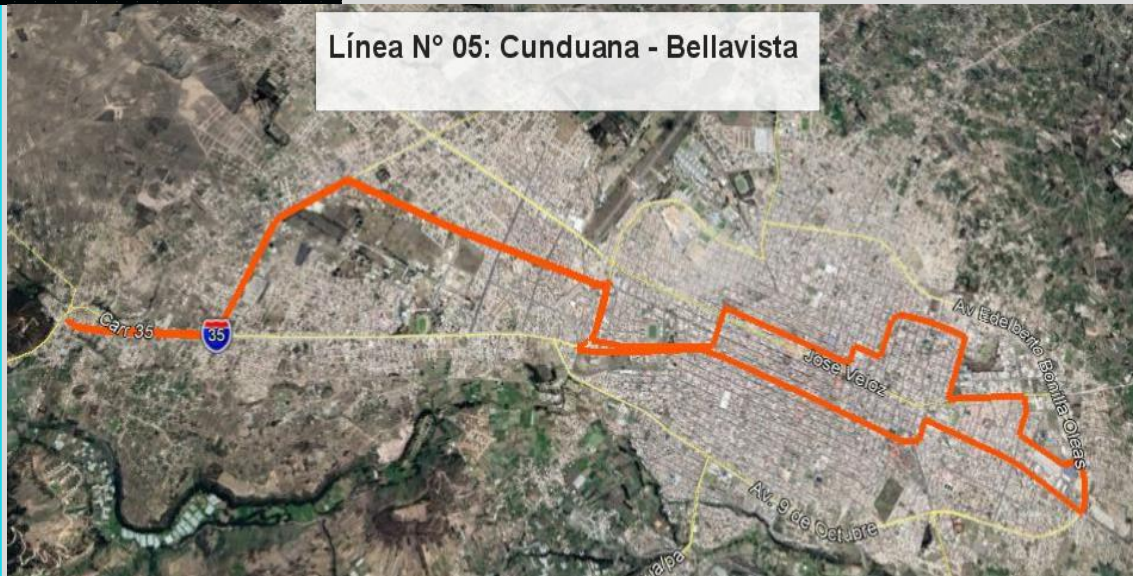 Línea N° 05: Cunduana - Bellavista
Carr 35
35
Av Edelberto Bonilla Oleas
Jose Veloz
Av. 9 de Octubre